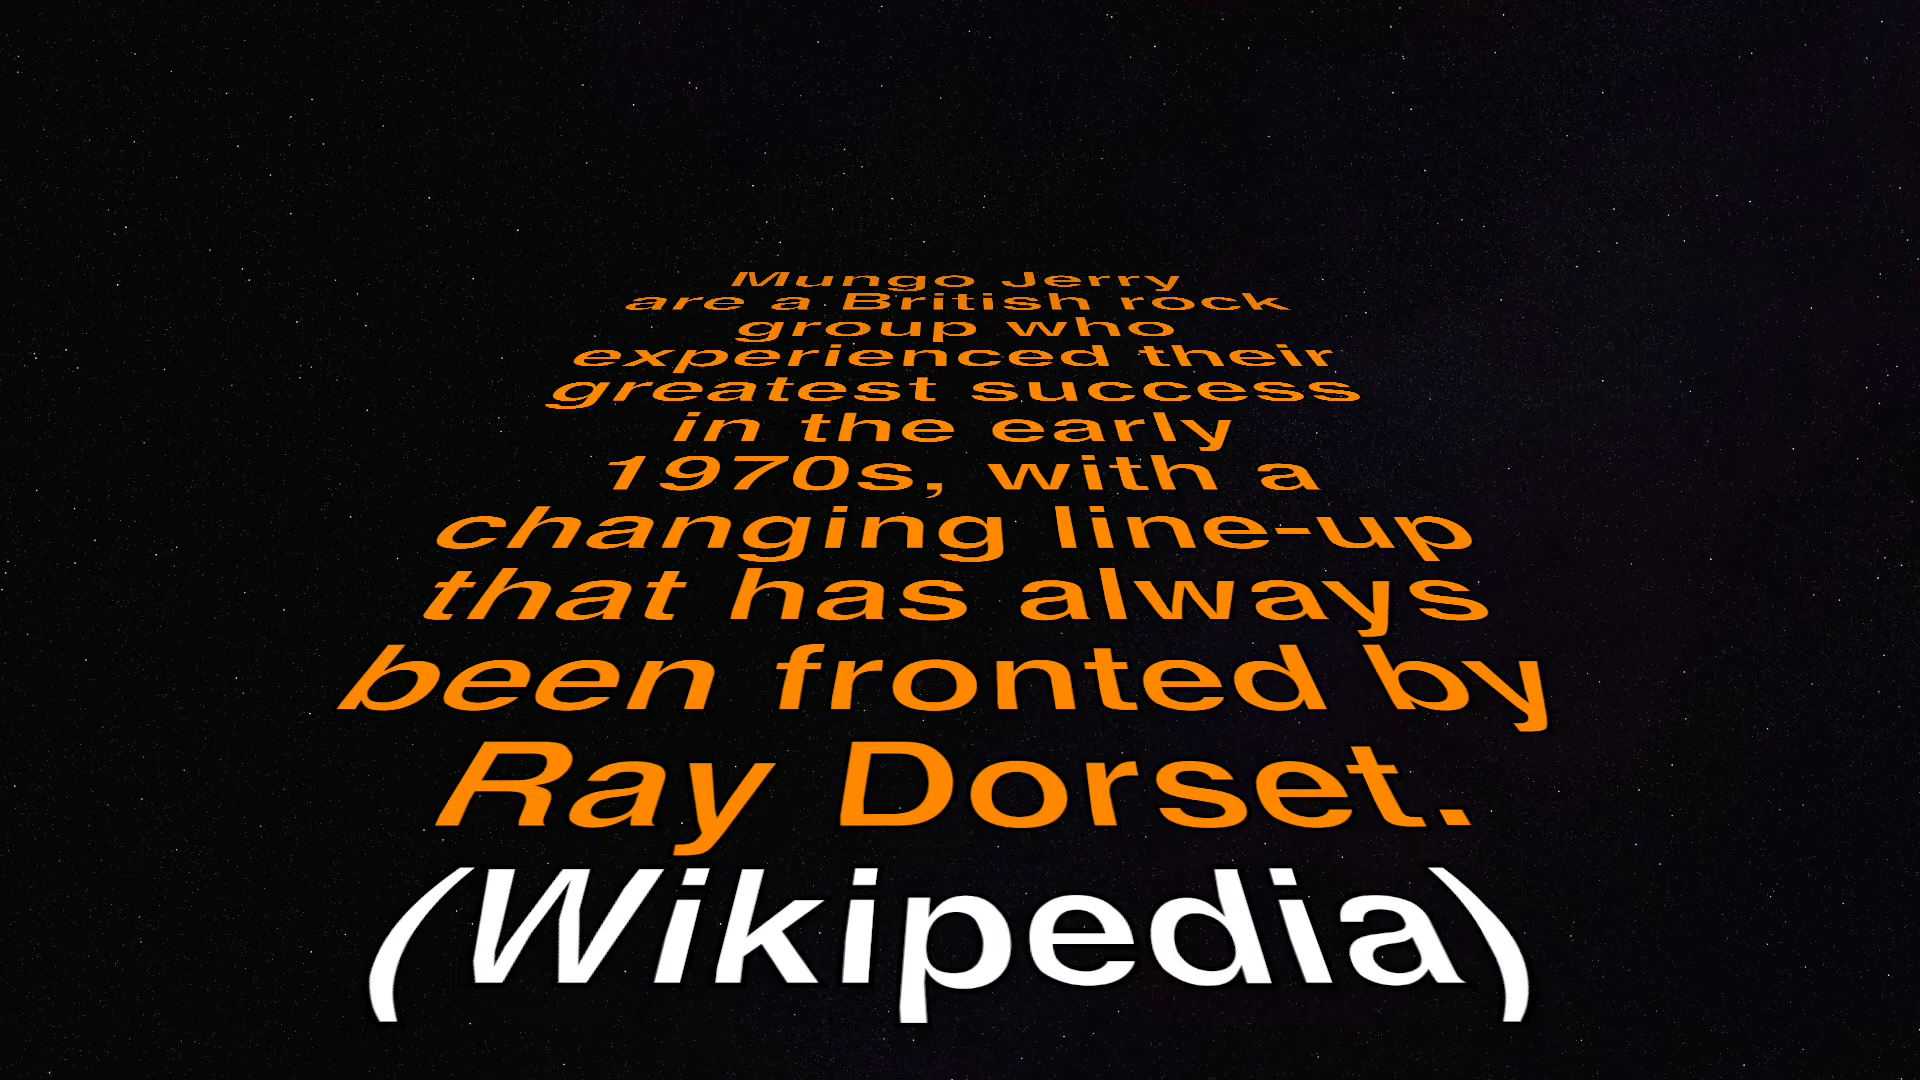 Mungo Jerry
are a British rock
group who
experienced their
greatest success
in the early
1970s, with a
changing line-up
that has always
been fronted by
Ray Dorset.
(Wikipedia)